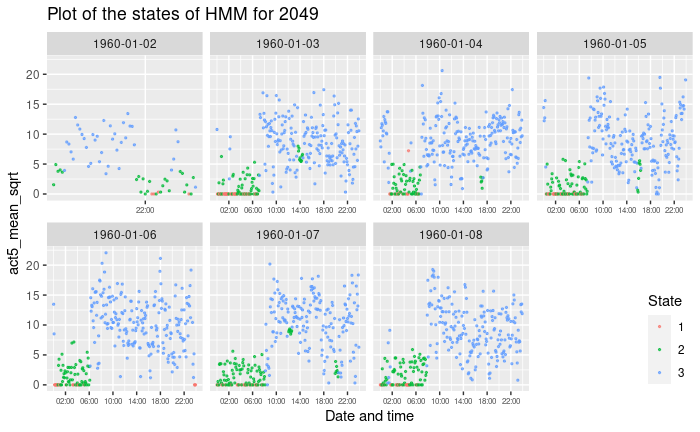 Plot of the states of HMM for 2049
1960-01-02 1960-01-03 1960-01-04 1960-01-05
act5_mean_sqrt
20
15
10
5
0
22:00 02:00 06:00 10:00 14:00 18:00 22:00 02:00 06:00 10:00 14:00 18:00 22:00 02:00 06:00 10:00 14:00 18:00 22:00
1960-01-06 1960-01-07 1960-01-08
20
15
10
5
0
02:00 06:00 10:00 14:00 18:00 22:00 02:00 06:00 10:00 14:00 18:00 22:00 02:00 06:00 10:00 14:00 18:00 22:00
Date and time
State
1
2
3